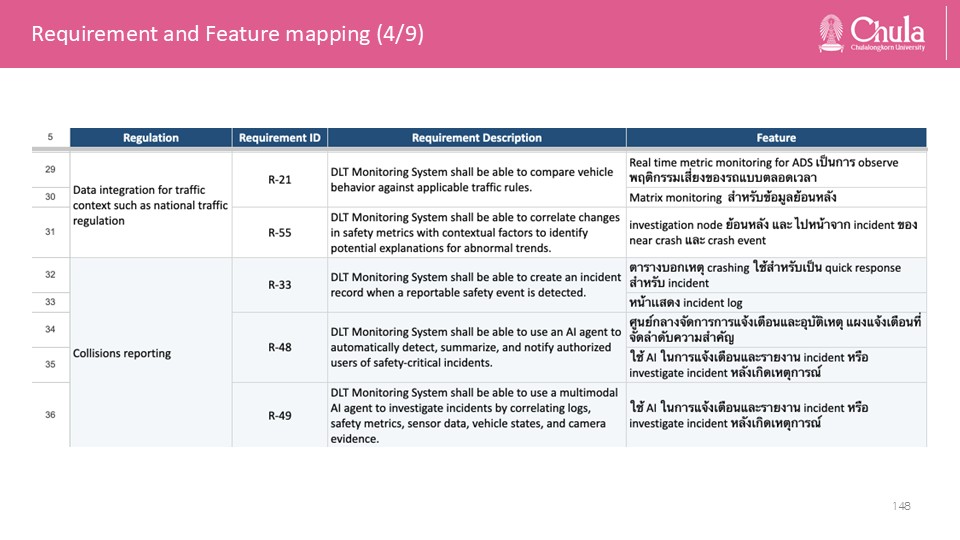 Requirement and Feature mapping (4/9)
Chula
Chulalongkorn University
5 Regulation Requirement ID Requirement Description Feature
29
Data integration for traffic
context such as national traffic
regulation
R-21
DLT Monitoring System shall be able to compare vehicle
behavior against applicable traffic rules.
Real time metric monitoring for ADS เป็นการ observe
พฤติกรรมเสี่ยงของรถแบบตลอดเวลา
30
Matrix monitoring สำหรับข้อมูลย้อนหลัง
31
R-55
DLT Monitoring System shall be able to correlate changes
in safety metrics with contextual factors to identify
potential explanations for abnormal trends.
investigation node ย้อนหลัง และ ไปหน้าจาก incident ของ
near crash และ crash event
32
Collisions reporting
R-33
DLT Monitoring System shall be able to create an incident
record when a reportable safety event is detected.
ตารางบอกเหตุ crashing ใช้สำหรับเป็น quick response
สำหรับ incident
33
หน้าแสดง incident log
34
R-48
DLT Monitoring System shall be able to use an AI agent to
automatically detect, summarize, and notify authorized
users of safety-critical incidents.
ศูนย์กลางจัดการการแจ้งเตือนและอุบัติเหตุ แผงแจ้งเตือนที่
จัดลำดับความสำคัญ
35
ใช้ AI ในการแจ้งเตือนและรายงาน incident หรือ
investigate incident หลังเกิดเหตุการณ์
36
R-49
DLT Monitoring System shall be able to use a multimodal
AI agent to investigate incidents by correlating logs,
safety metrics, sensor data, vehicle states, and camera
evidence.
ใช้ AI ในการแจ้งเตือนและรายงาน incident หรือ
investigate incident หลังเกิดเหตุการณ์
148